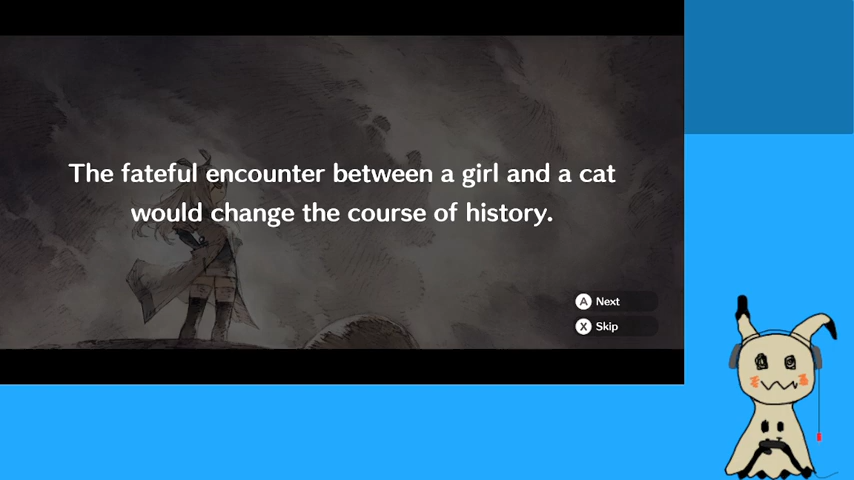 The fateful encounter between a girl and a cat
would change the course of history.
A Next
X Skip